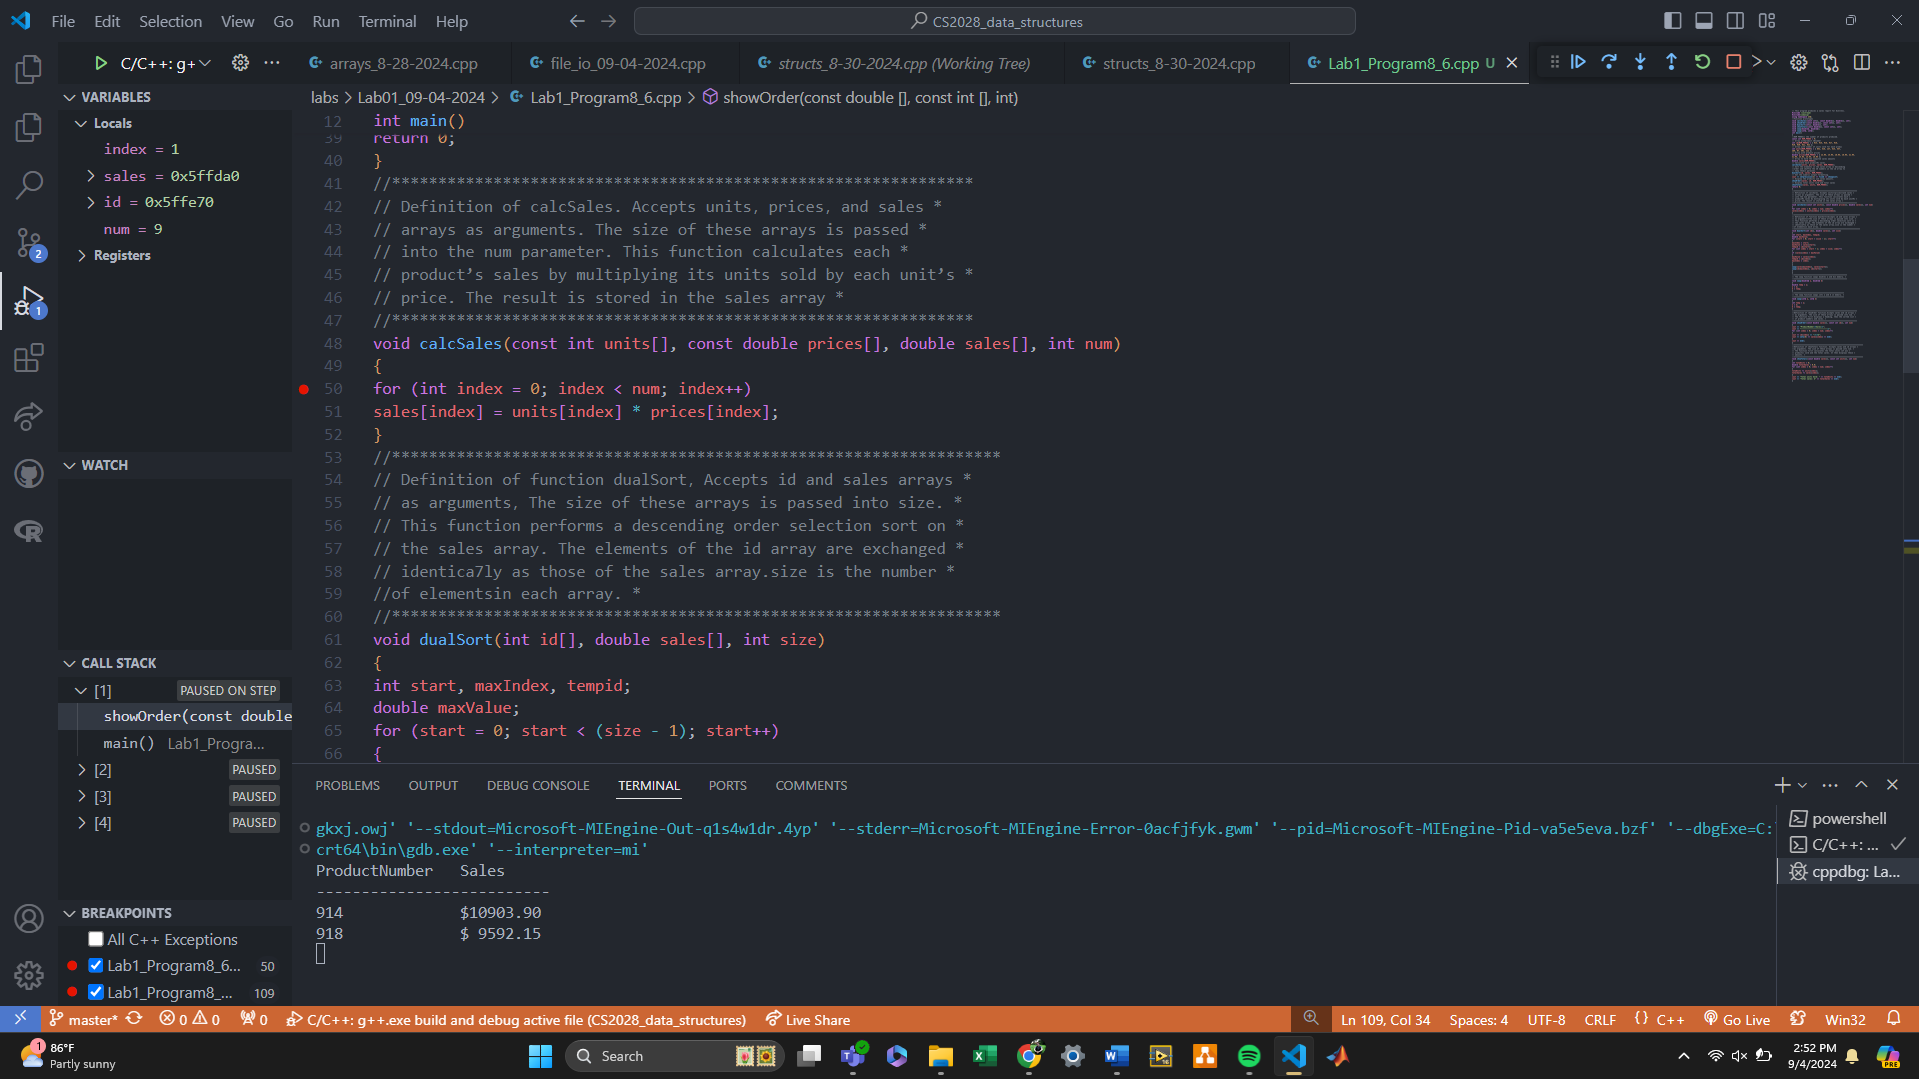 File Edit Selection View Go Run Terminal Help
CS2028_data_structures
C/C++: g+
arrays_8-28-2024.cpp
file_io_09-04-2024.cpp
structs_8-30-2024.cpp (Working Tree)
structs_8-30-2024.cpp
Lab1_Program8_6.cpp U
labs > Lab01_09-04-2024 > Lab1_Program8_6.cpp > showOrder(const double [], const int [], int)
VARIABLES
Locals
index = 1
sales = 0x5ffda0
id = 0x5ffe70
num = 9
Registers
2
1
WATCH
CALL STACK
[1] PAUSED ON STEP
showOrder(const double
main() Lab1_Progra...
[2] PAUSED
[3] PAUSED
[4] PAUSED
BREAKPOINTS
All C++ Exceptions
Lab1_Program8_6... 50
Lab1_Program8_... 109
12 int main()
39 return 0;
40 }
41 //***************************************************************
42 // Definition of calcSales. Accepts units, prices, and sales *
43 // arrays as arguments. The size of these arrays is passed *
44 // into the num parameter. This function calculates each *
45 // product’s sales by multiplying its units sold by each unit’s *
46 // price. The result is stored in the sales array *
47 //***************************************************************
48 void calcSales(const int units[], const double prices[], double sales[], int num)
49 {
50 for (int index = 0; index < num; index++)
51 sales[index] = units[index] * prices[index];
52 }
53 //******************************************************************
54 // Definition of function dualSort, Accepts id and sales arrays *
55 // as arguments, The size of these arrays is passed into size. *
56 // This function performs a descending order selection sort on *
57 // the sales array. The elements of the id array are exchanged *
58 // identica7ly as those of the sales array.size is the number *
59 //of elementsin each array. *
60 //******************************************************************
61 void dualSort(int id[], double sales[], int size)
62 {
63 int start, maxIndex, tempid;
64 double maxValue;
65 for (start = 0; start < (size - 1); start++)
66 {
PROBLEMS OUTPUT DEBUG CONSOLE TERMINAL PORTS COMMENTS
gkxj.owj' '--stdout=Microsoft-MIEngine-Out-q1s4w1dr.4yp' '--stderr=Microsoft-MIEngine-Error-0acfjfyk.gwm' '--pid=Microsoft-MIEngine-Pid-va5e5eva.bzf' '--dbgExe=C:
crt64\bin\gdb.exe' '--interpreter=mi'
ProductNumber Sales
--------------------------
914 $10903.90
918 $ 9592.15
powershell
C/C++: ...
cppdbg: La...
master* 0 0 0 C/C++: g++.exe build and debug active file (CS2028_data_structures) Live Share
Ln 109, Col 34 Spaces: 4 UTF-8 CRLF {} C++ Go Live Win32
1
86°F
Partly sunny
Search
2:52 PM
9/4/2024
PRE